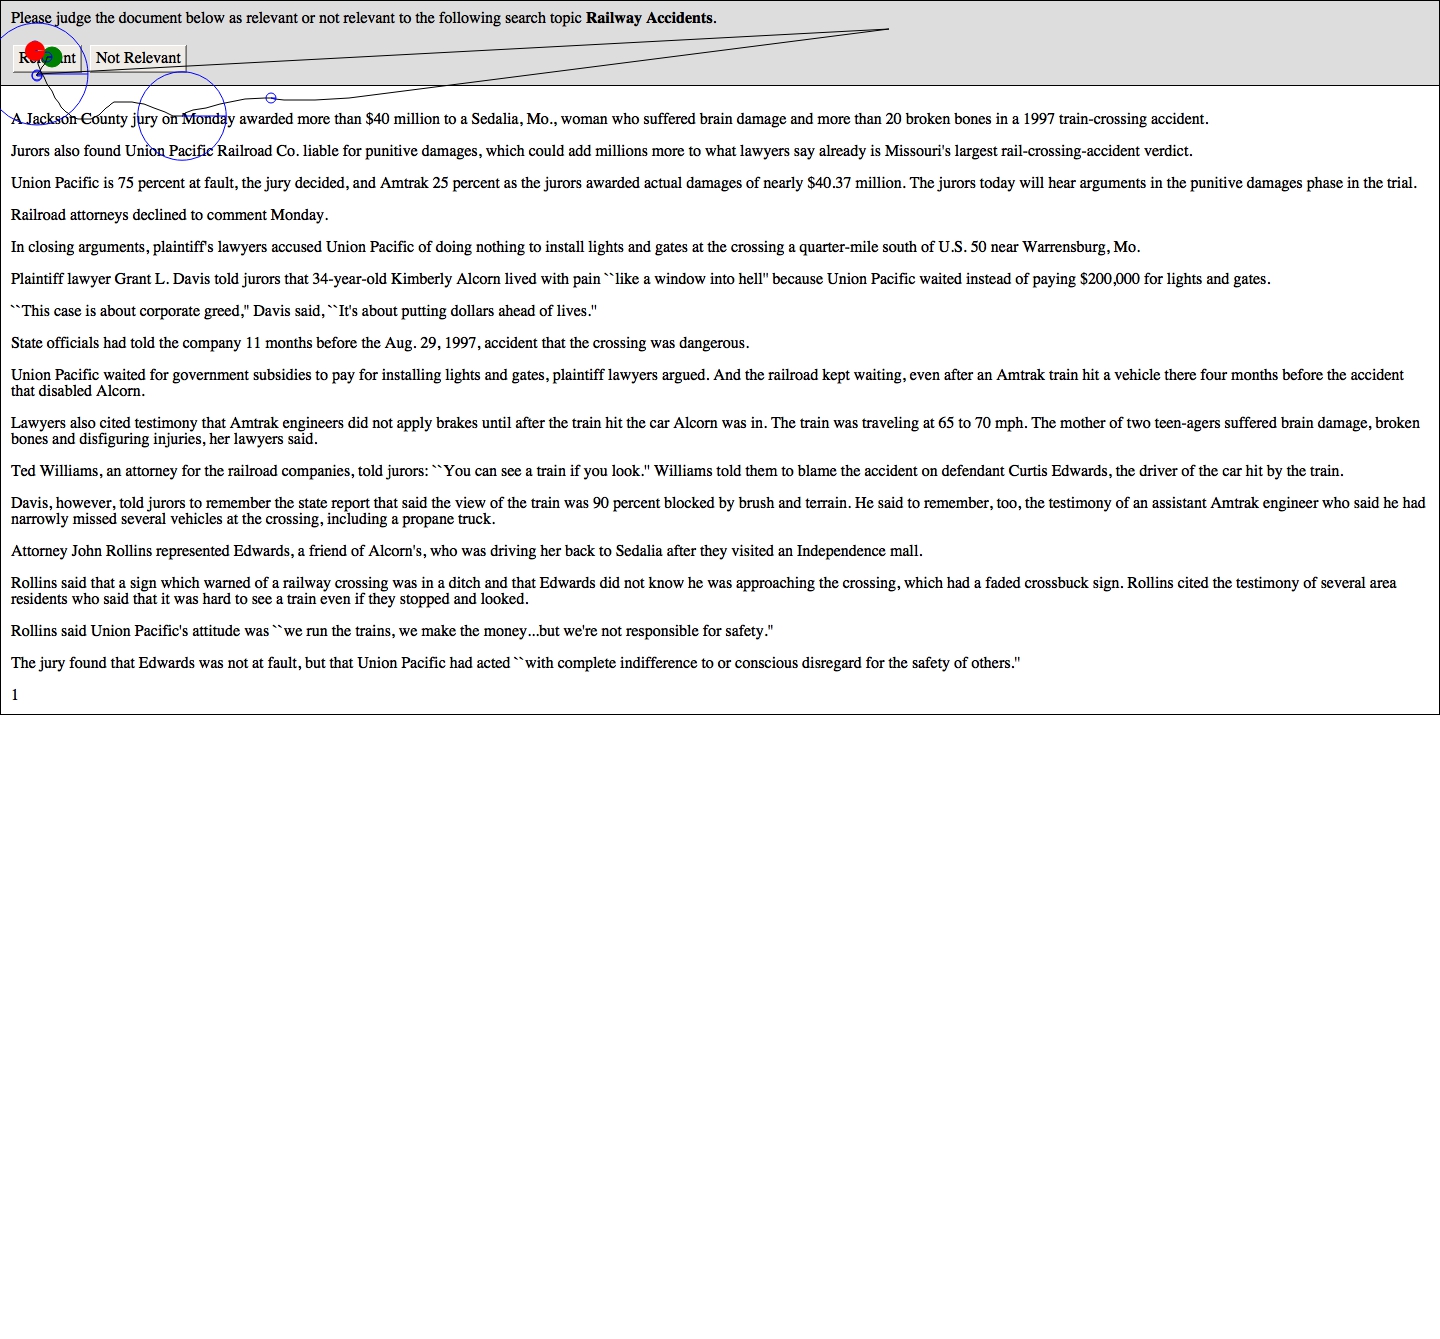 Please judge the document below as relevant or not relevant to the following search topic Railway Accidents.
Not Relevant
A Jackson County jury on Monday awarded more than $40 million to a Sedalia, Mo., woman who suffered brain damage and more than 20 broken bones in a 1997 train-crossing accident.
Jurors also found Union Pacific Railroad Co. liable for punitive damages, which could add millions more to what lawyers say already is Missouri's largest rail-crossing-accident verdict.
Union Pacific is 75 percent at fault, the jury decided, and Amtrak 25 percent as the jurors awarded actual damages of nearly $40.37 million. The jurors today will hear arguments in the punitive damages phase in the trial.
Railroad attorneys declined to comment Monday.
In closing arguments, plaintiff's lawyers accused Union Pacific of doing nothing to install lights and gates at the crossing a quarter-mile south of U.S. 50 near Warrensburg, Mo.
Plaintiff lawyer Grant L. Davis told jurors that 34-year-old Kimberly Alcorn lived with pain ``like a window into hell'' because Union Pacific waited instead of paying $200,000 for lights and gates.
``This case is about corporate greed,'' Davis said, ``It's about putting dollars ahead of lives.''
State officials had told the company 11 months before the Aug. 29, 1997, accident that the crossing was dangerous.
Union Pacific waited for government subsidies to pay for installing lights and gates, plaintiff lawyers argued. And the railroad kept waiting, even after an Amtrak train hit a vehicle there four months before the accident
that disabled Alcorn.
Lawyers also cited testimony that Amtrak engineers did not apply brakes until after the train hit the car Alcorn was in. The train was traveling at 65 to 70 mph. The mother of two teen-agers suffered brain damage, broken
bones and disfiguring injuries, her lawyers said.
Ted Williams, an attorney for the railroad companies, told jurors: ``You can see a train if you look.'' Williams told them to blame the accident on defendant Curtis Edwards, the driver of the car hit by the train.
Davis, however, told jurors to remember the state report that said the view of the train was 90 percent blocked by brush and terrain. He said to remember, too, the testimony of an assistant Amtrak engineer who said he had
narrowly missed several vehicles at the crossing, including a propane truck.
Attorney John Rollins represented Edwards, a friend of Alcorn's, who was driving her back to Sedalia after they visited an Independence mall.
Rollins said that a sign which warned of a railway crossing was in a ditch and that Edwards did not know he was approaching the crossing, which had a faded crossbuck sign. Rollins cited the testimony of several area
residents who said that it was hard to see a train even if they stopped and looked.
Rollins said Union Pacific's attitude was ``we run the trains, we make the money...but we're not responsible for safety.''
The jury found that Edwards was not at fault, but that Union Pacific had acted ``with complete indifference to or conscious disregard for the safety of others.''
1